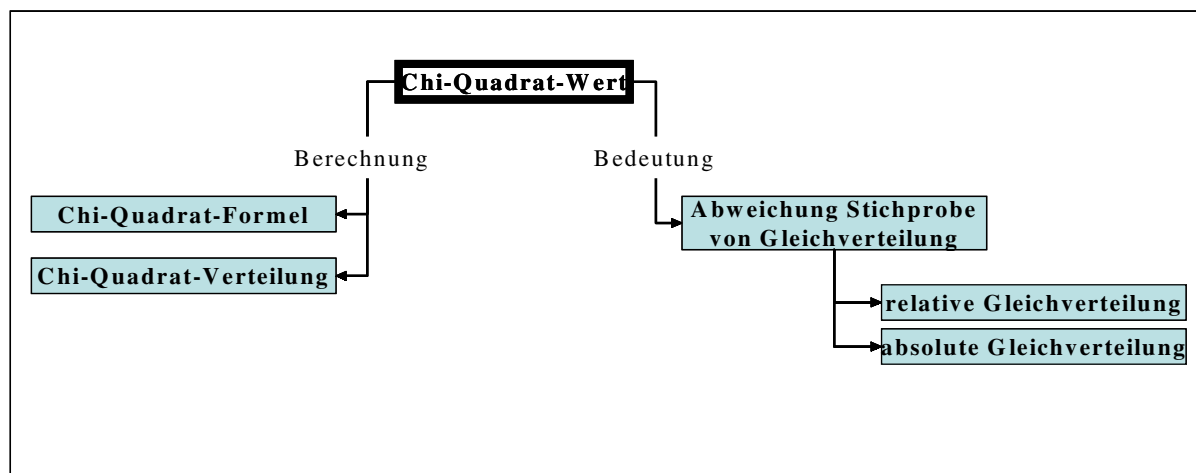 Chi-Quadrat-Wert
Berechnung
Bedeutung
Chi-Quadrat-Formel
Chi-Quadrat-Verteilung
Abweichung Stichprobe
von Gleichverteilung
relative Gleichverteilung
absolute Gleichverteilung